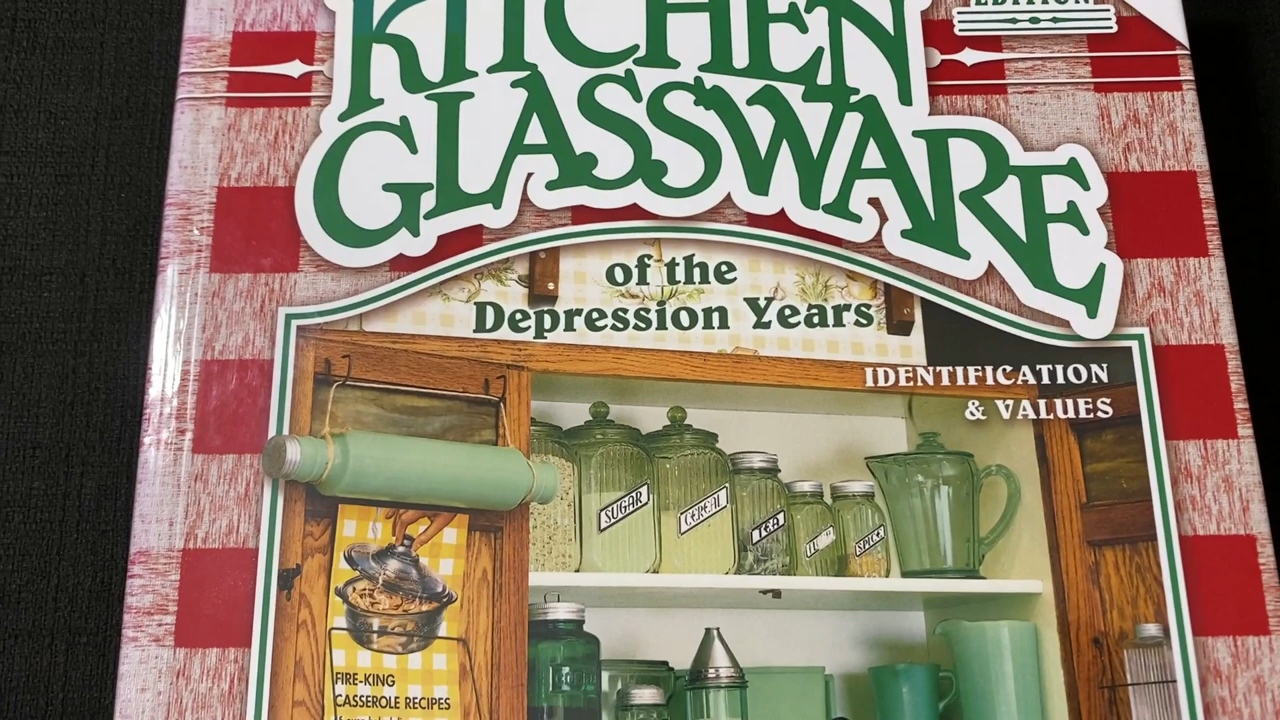 EDITION
KITCHEN
GLASSWARE
of the
Depression Years
IDENTIFICATION
& VALUES
SUGAR
CEREAL
TEA
SPICE
FIRE-KING
CASSEROLE RECIPES